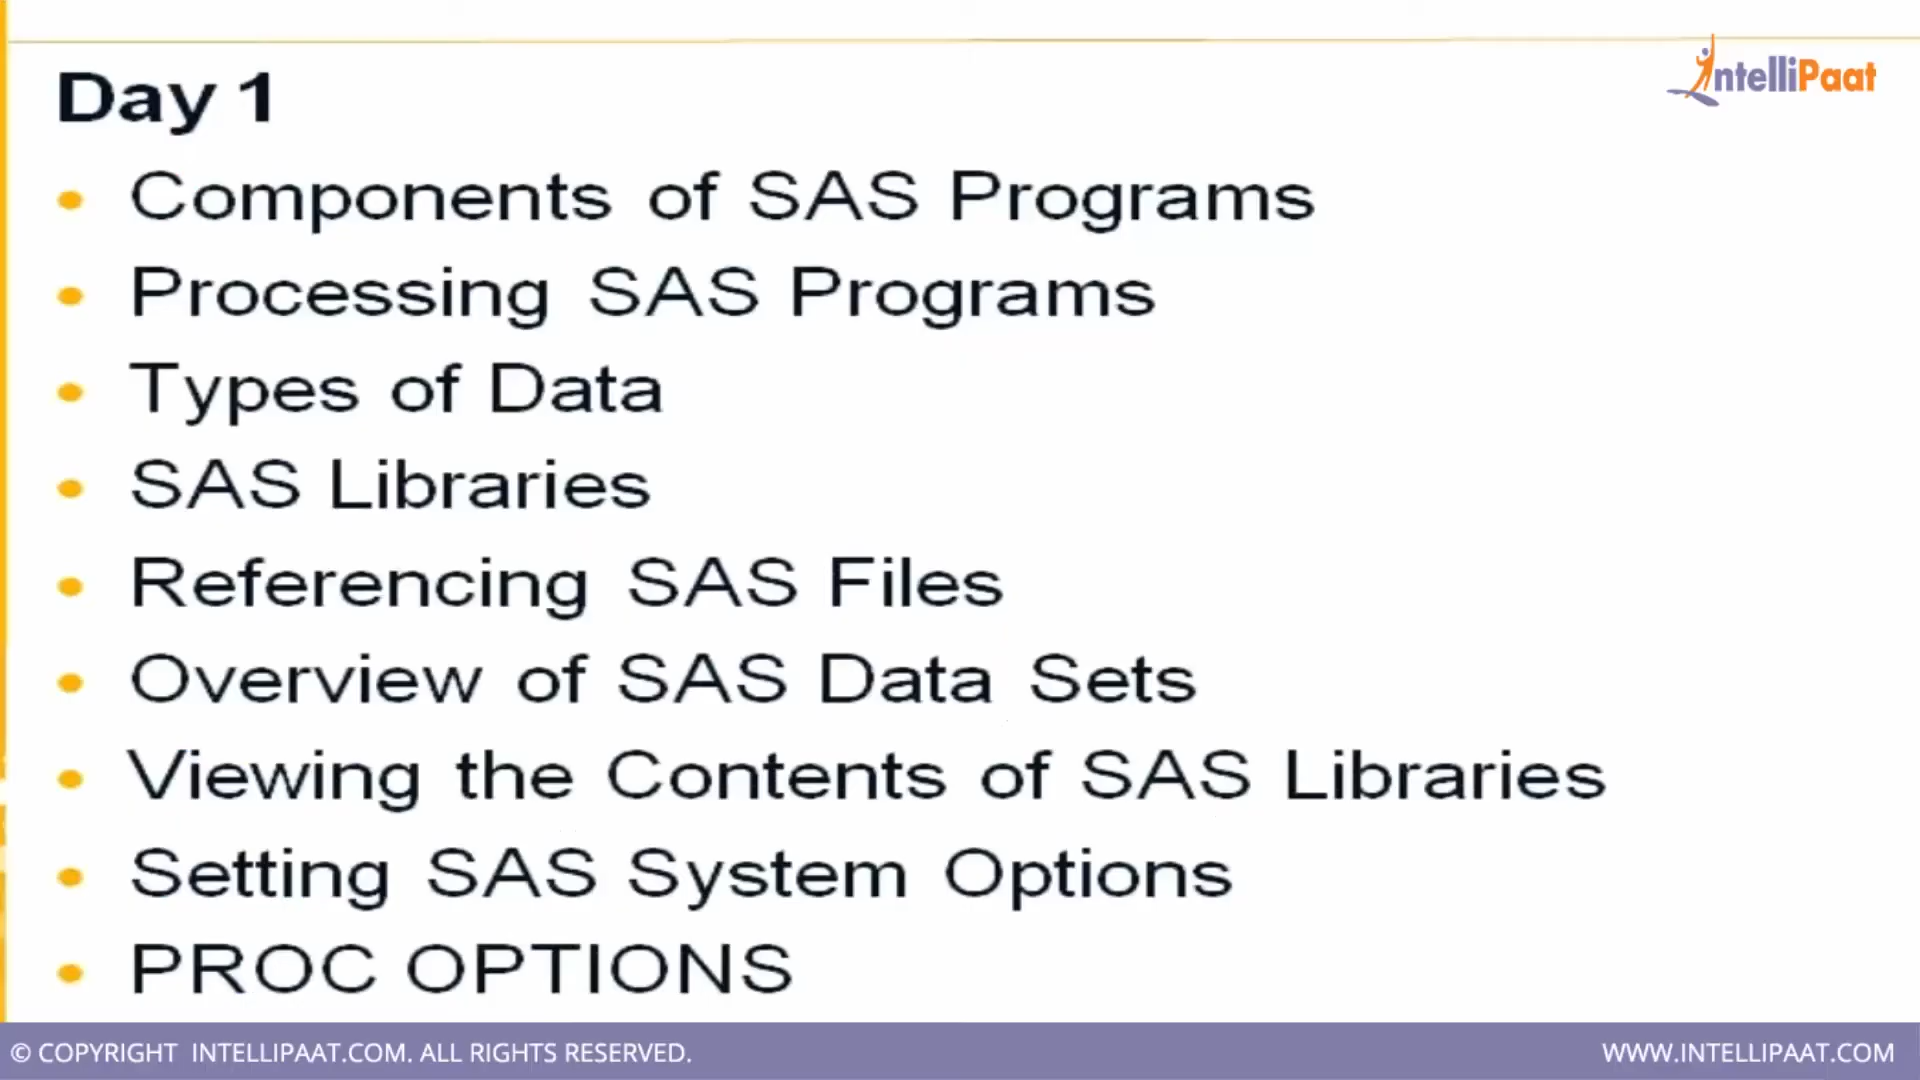 IntelliPaat
Day 1
• Components of SAS Programs
• Processing SAS Programs
• Types of Data
• SAS Libraries
• Referencing SAS Files
• Overview of SAS Data Sets
• Viewing the Contents of SAS Libraries
• Setting SAS System Options
• PROC OPTIONS
© COPYRIGHT INTELLIPAAT.COM. ALL RIGHTS RESERVED.
WWW.INTELLIPAAT.COM